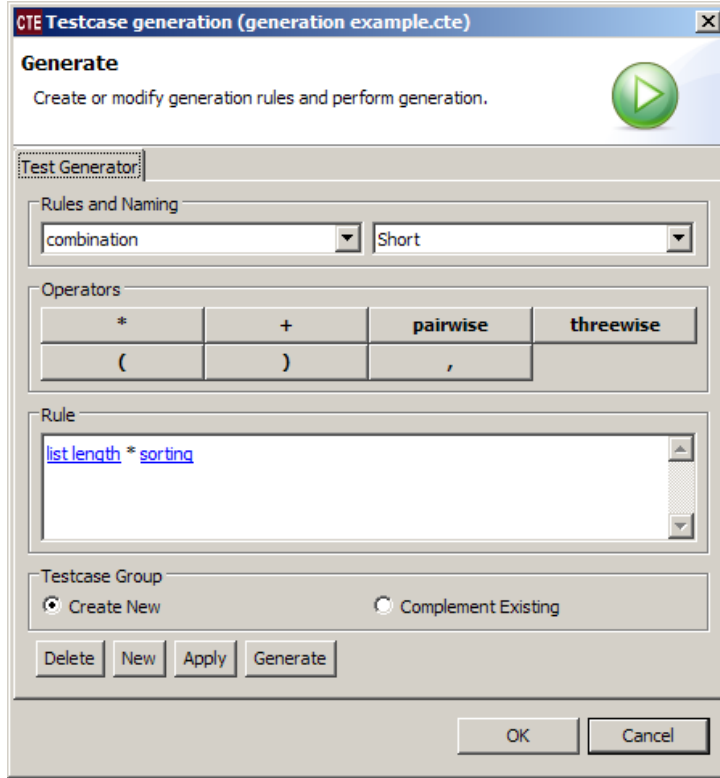 CTE Testcase generation (generation example.cte)
Generate
Create or modify generation rules and perform generation.
Test Generator
Rules and Naming
combination Short
Operators
* + pairwise threewise
( ) ,
Rule
list length * sorting
Testcase Group
Create New Complement Existing
Delete New Apply Generate
OK Cancel